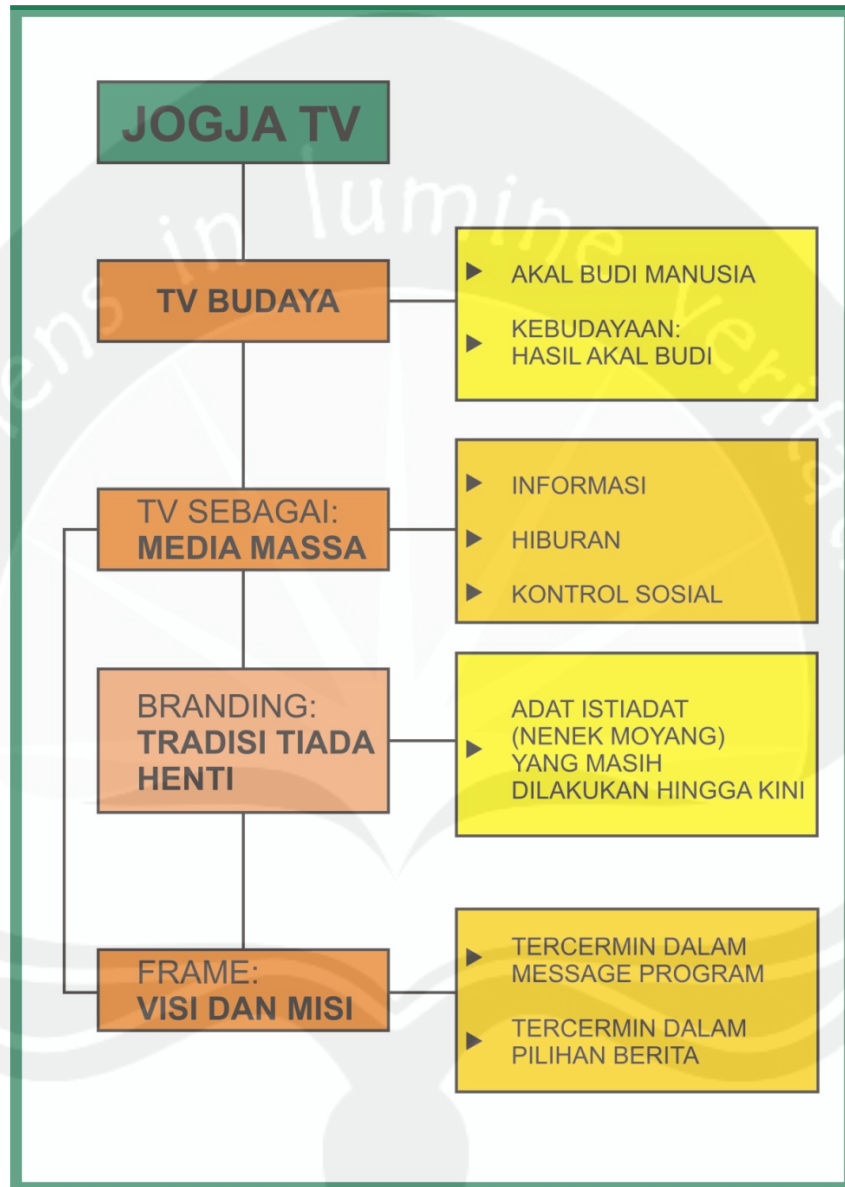 JOGJA TV
TV BUDAYA
► AKAL BUDI MANUSIA
► KEBUDAYAAN:
HASIL AKAL BUDI
TV SEBAGAI:
MEDIA MASSA
► INFORMASI
► HIBURAN
► KONTROL SOSIAL
BRANDING:
TRADISI TIADA
HENTI
► ADAT ISTIADAT
(NENEK MOYANG)
YANG MASIH
DILAKUKAN HINGGA KINI
FRAME:
VISI DAN MISI
► TERCERMIN DALAM
MESSAGE PROGRAM
► TERCERMIN DALAM
PILIHAN BERITA
in lumine